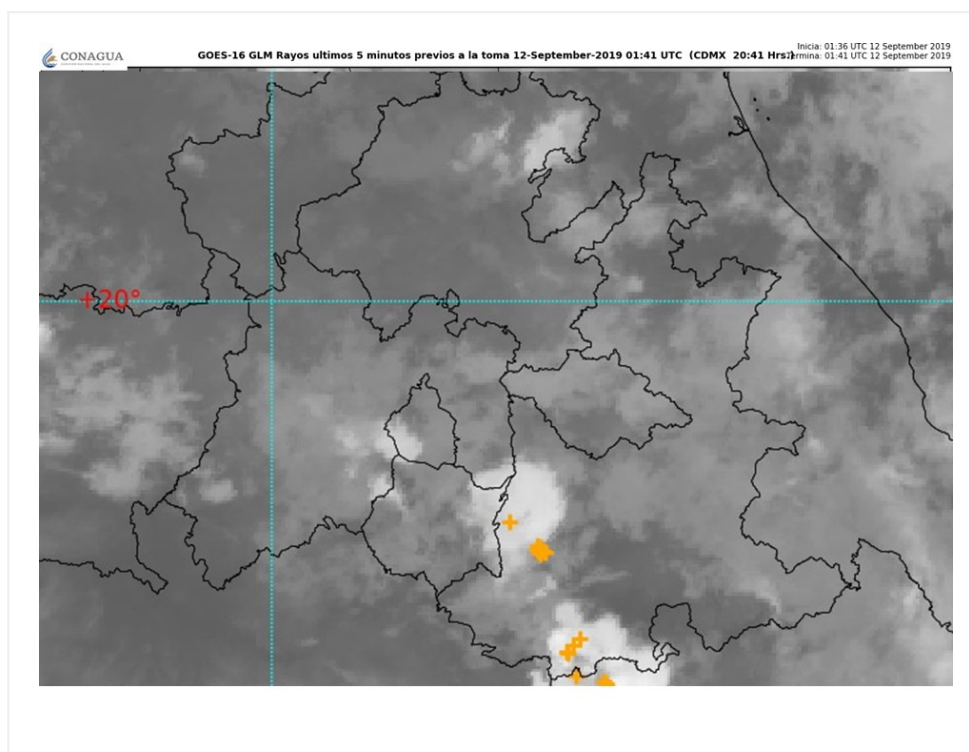 CONAGUA
GOES-16 GLM Rayos ultimos 5 minutos previos a la toma 12-September-2019 01:41 UTC (CDMX 20:41 Hrs.)
Inicia: 01:36 UTC 12 September 2019
Termina: 01:41 UTC 12 September 2019
+20°